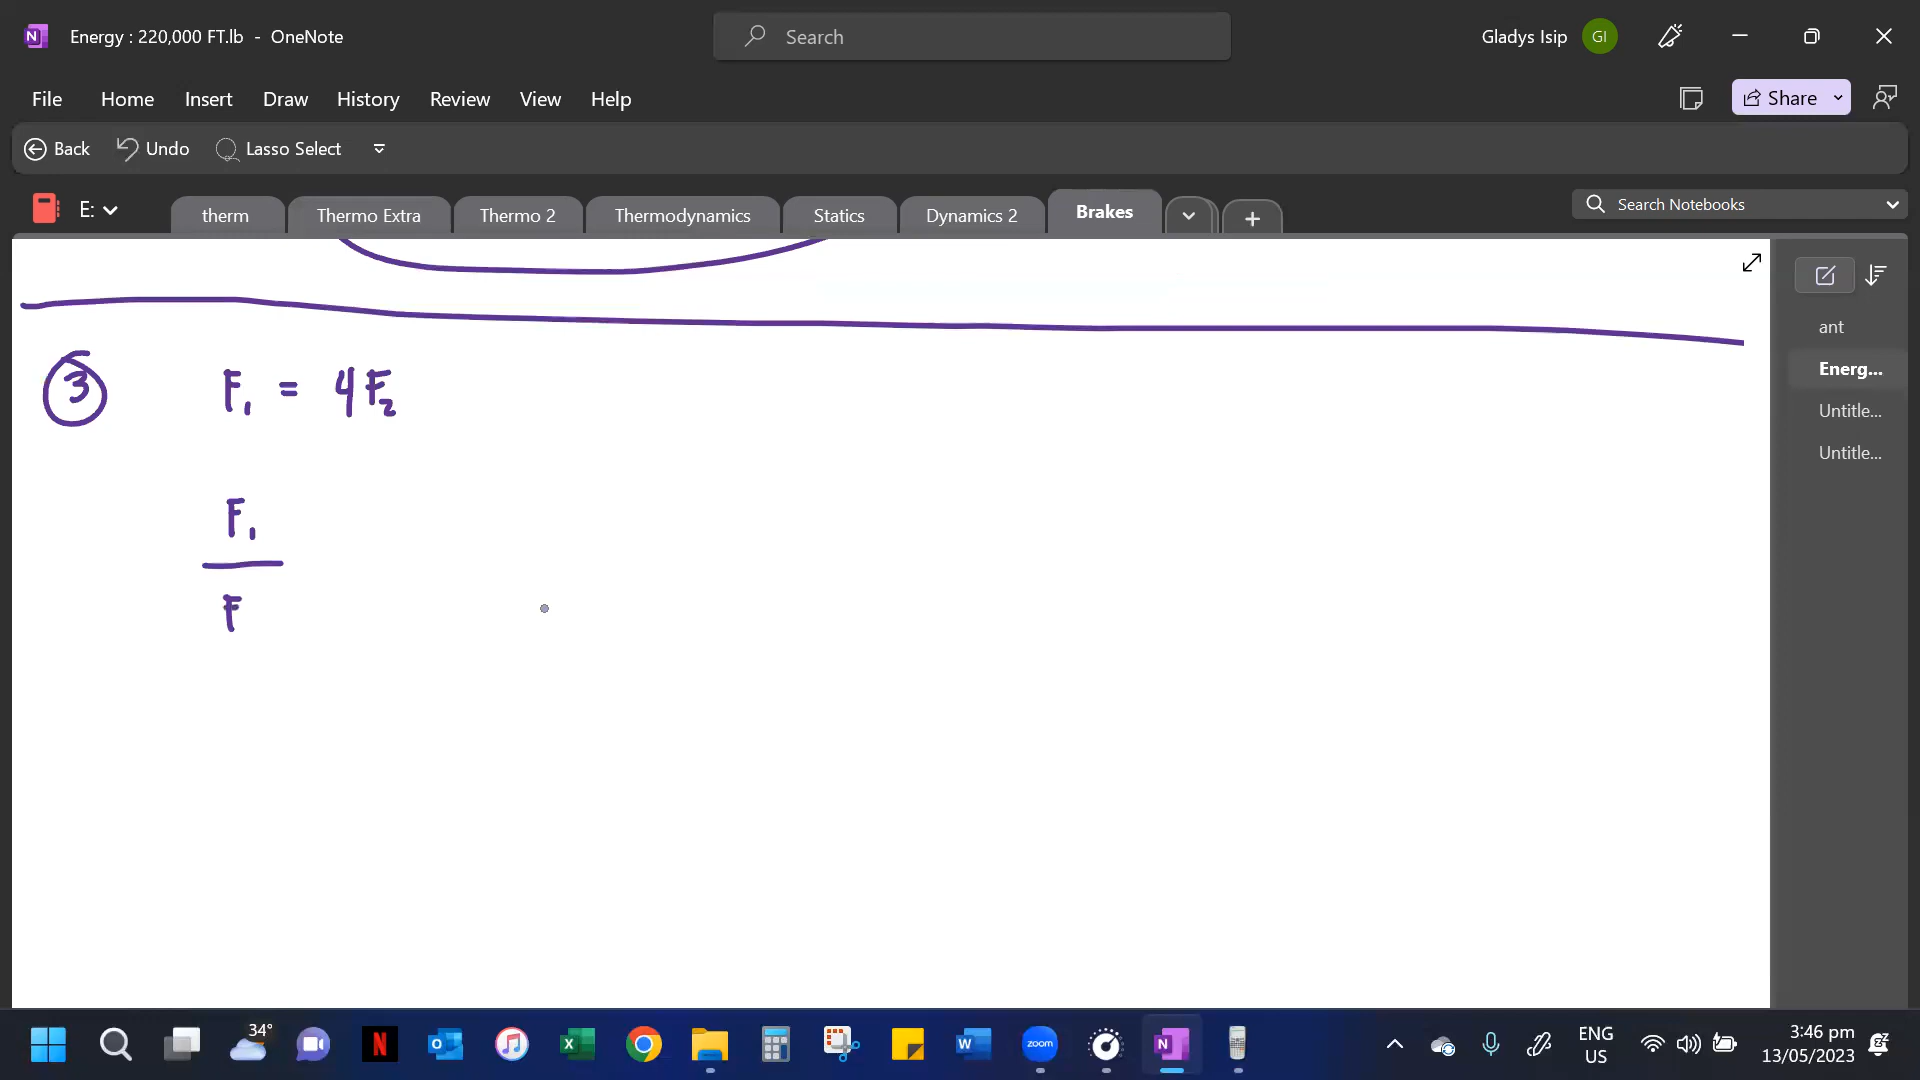 Energy : 220,000 FT.lb - OneNote
Search
Gladys Isip GI
File Home Insert Draw History Review View Help
Share
Back Undo Lasso Select
E:
therm Thermo Extra Thermo 2 Thermodynamics Statics Dynamics 2 Brakes
Search Notebooks
ant
Energ...
Untitle...
Untitle...
3 F₁ = 4F₂
F₁
F
34°
zoom
ENG
US
3:46 pm
13/05/2023